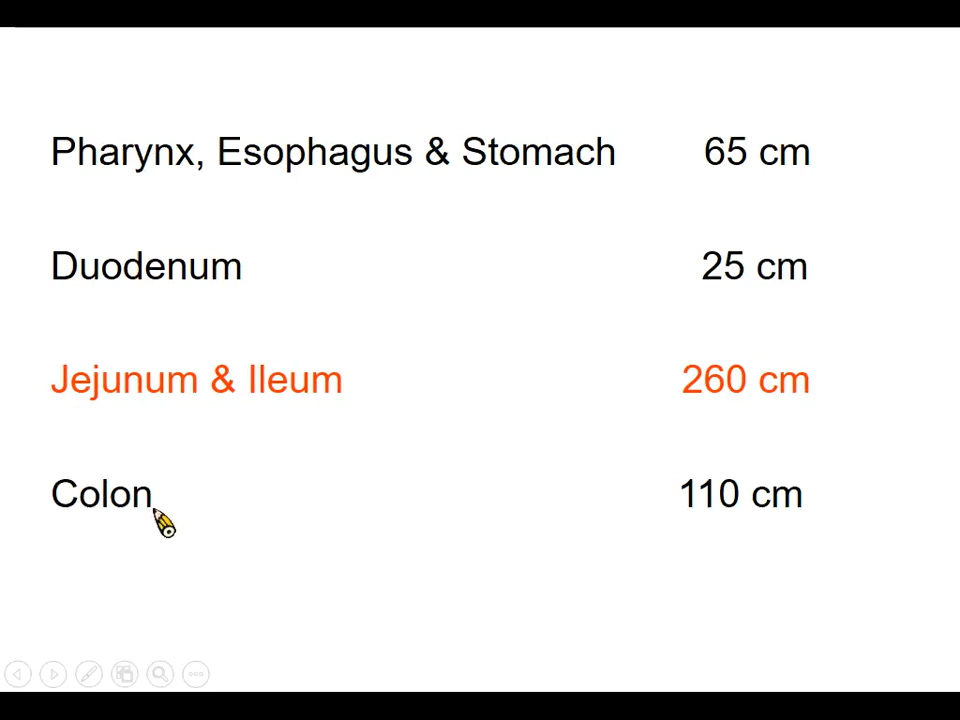 Pharynx, Esophagus & Stomach 65 cm
Duodenum 25 cm
Jejunum & Ileum 260 cm
Colon 110 cm